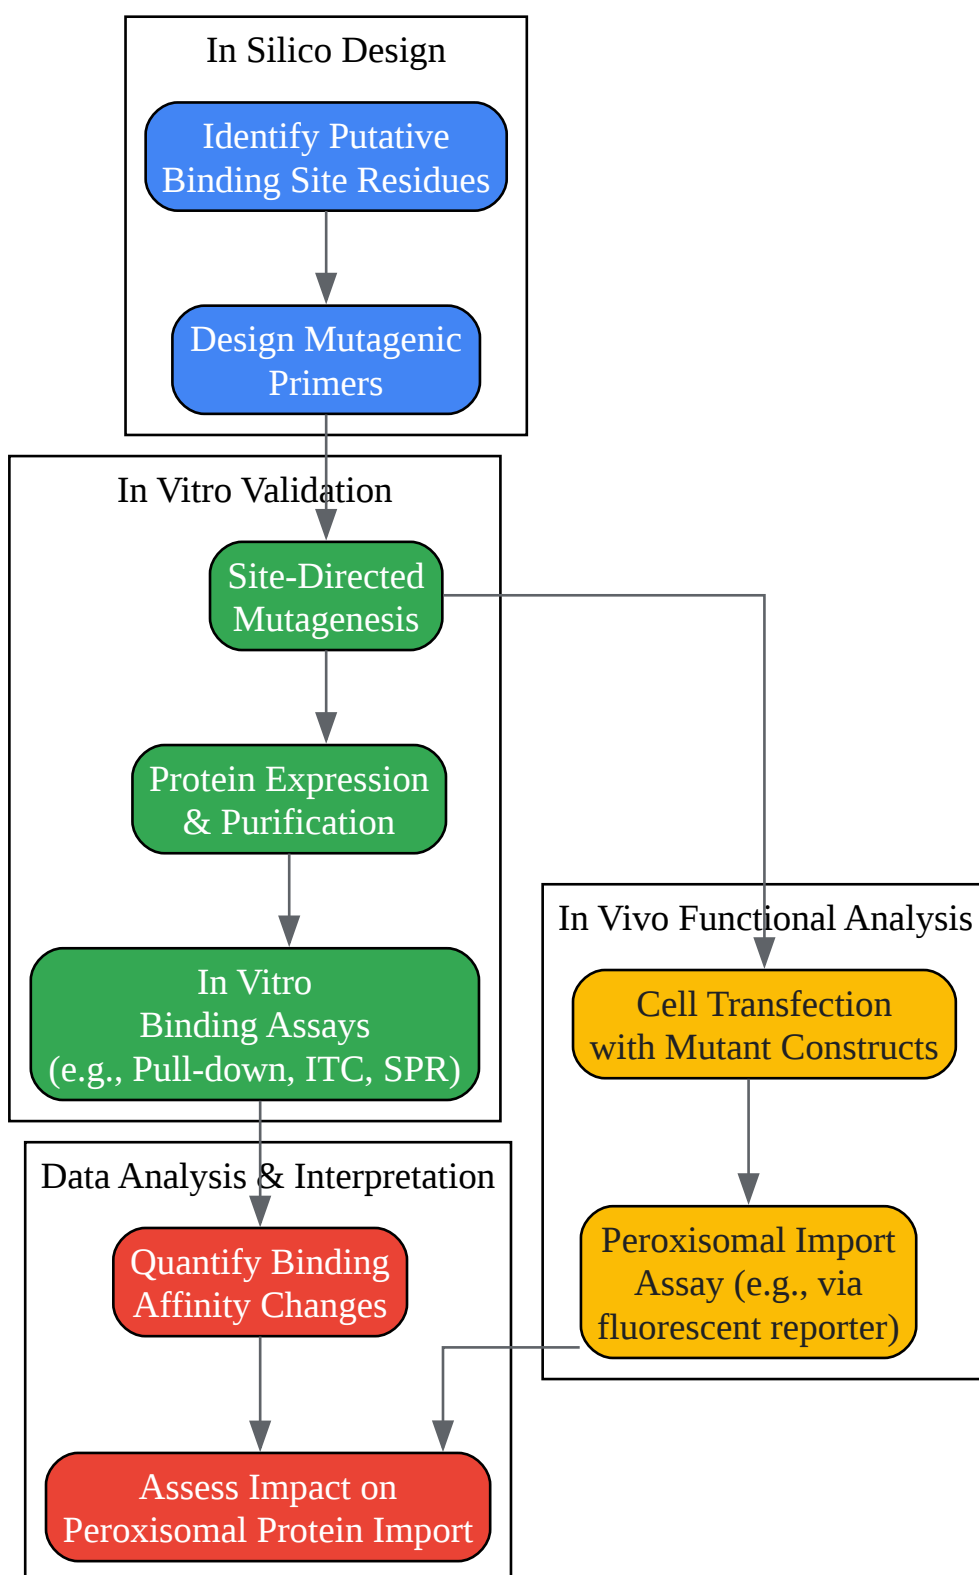 In Silico Design
Identify Putative
Binding Site Residues
Design Mutagenic
Primers
In Vitro Validation
Site-Directed
Mutagenesis
Protein Expression
& Purification
In Vitro
Binding Assays
(e.g., Pull-down, ITC, SPR)
In Vivo Functional Analysis
Cell Transfection
with Mutant Constructs
Peroxisomal Import
Assay (e.g., via
fluorescent reporter)
Data Analysis & Interpretation
Quantify Binding
Affinity Changes
Assess Impact on
Peroxisomal Protein Import